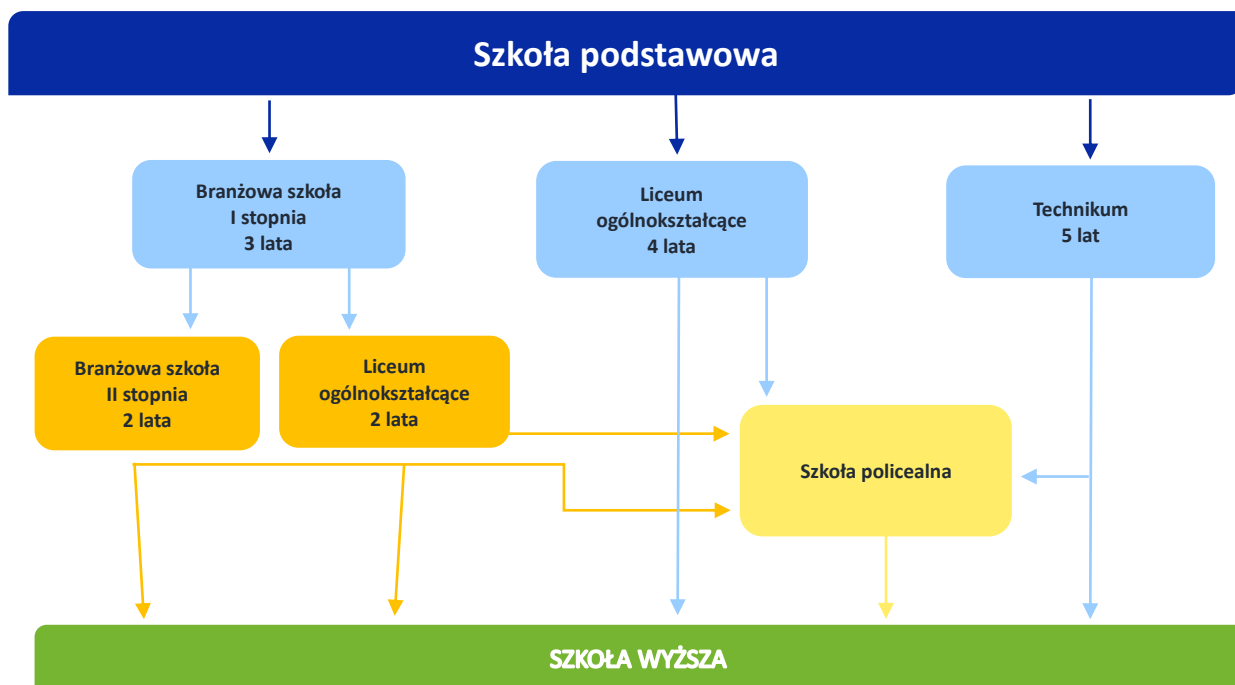 Szkoła podstawowa
Branżowa szkoła
I stopnia
3 lata
Liceum
ogólnokształcące
4 lata
Technikum
5 lat
Branżowa szkoła
II stopnia
2 lata
Liceum
ogólnokształcące
2 lata
Szkoła policealna
SZKOŁA WYŻSZA